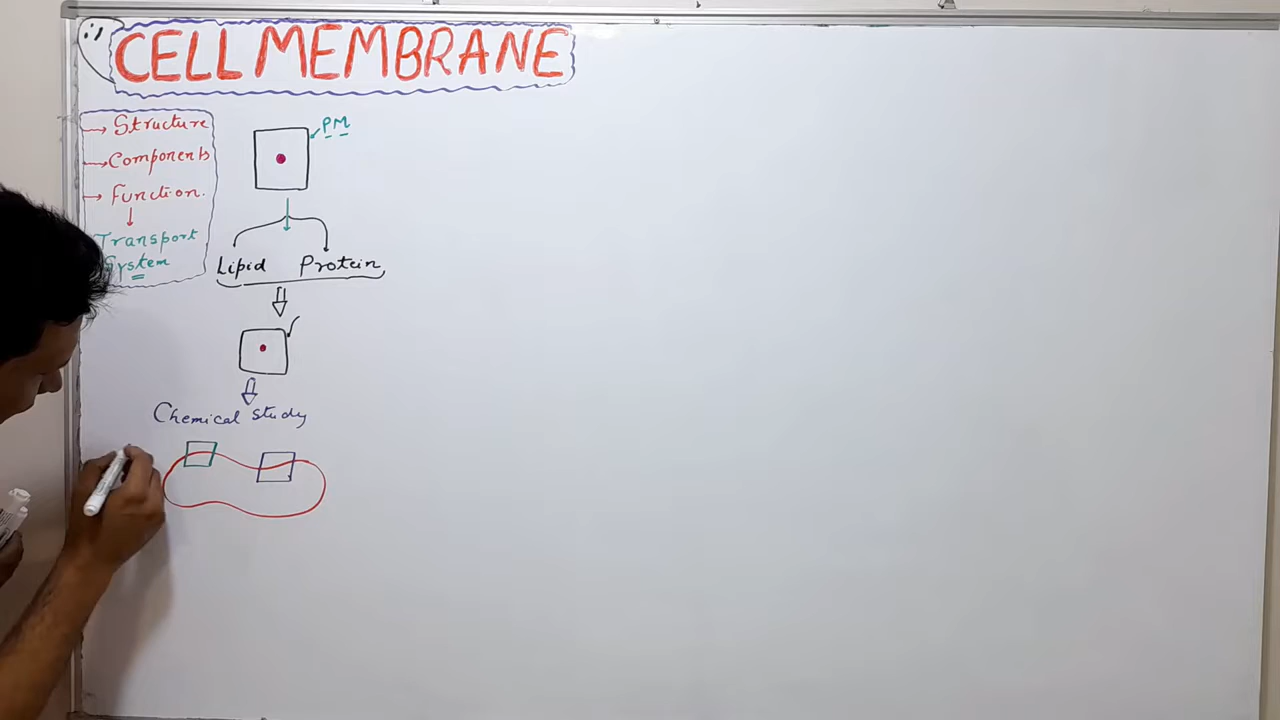 CELL MEMBRANE
→ Structure
→ Components
→ Function.
Transport
System
PM
Lipid Protein
Chemical study